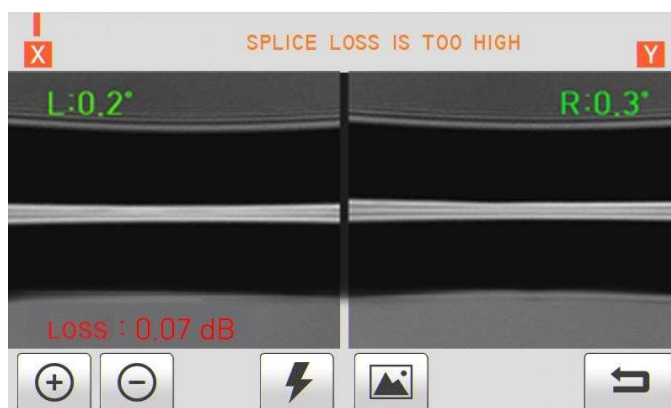 SPLICE LOSS IS TOO HIGH
X
Y
L:0.2°
R:0.3°
LOSS : 0.07 dB